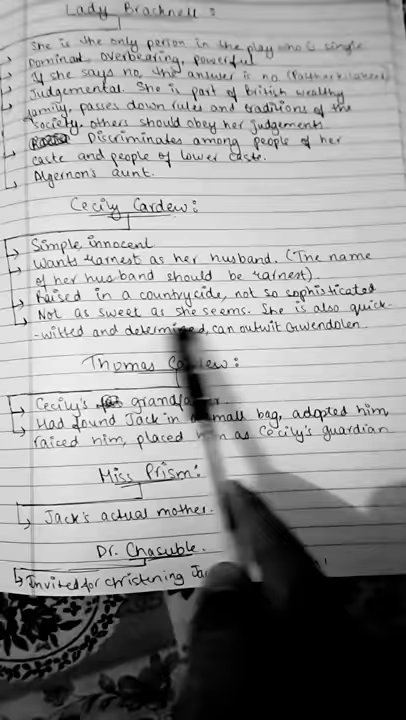 Lady Bracknell :
She is the only person in the play who is single
Dominat overbearing, powerful
If she says no, the answer is no
Judgemental. She is part of British wealthy
family, passes down rules and traditions of the
society, others should obey her judgements.
Discriminates among people of her
caste and people of lower caste.
Algernon's aunt.
Cecily Cardew:
Simple innocent
Wants Earnest as her husband. (The name
of her husband should be Earnest)
Raised in a countrycide, not so sophisticated
Not as sweet as she seems. She is also quick-
-witted and determined, can outwit Gwendolen
Thomas Cardew :
Cecily's grandfather.
Had found Jack in a small bag, adopted him,
raiced him, placed him as Cecily's guardian
Miss Prism:
Jack's actual mother.
Dr. Chasuble.
Invited for christening